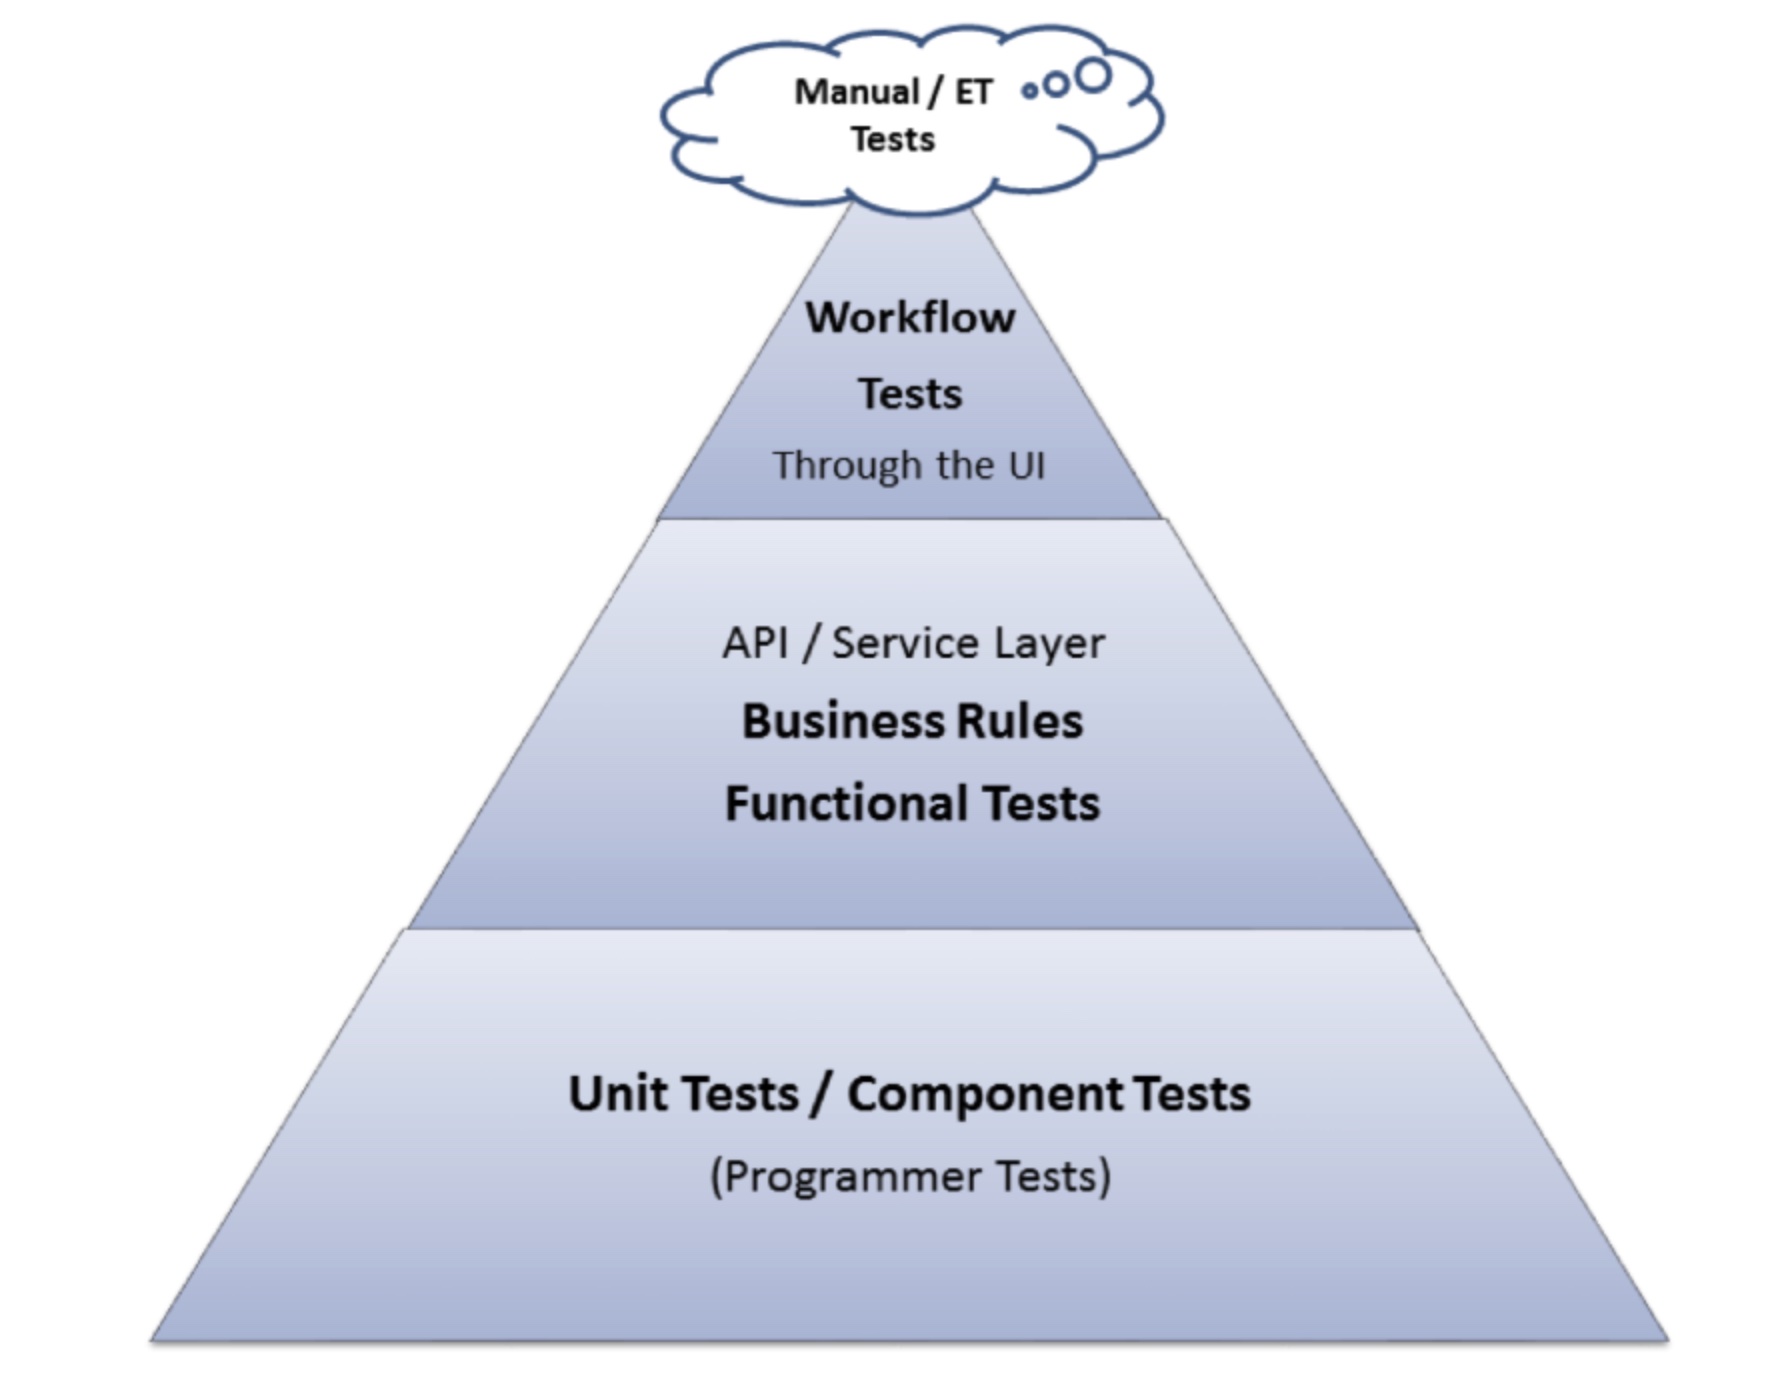 Manual / ET
Tests
Workflow
Tests
Through the UI
API / Service Layer
Business Rules
Functional Tests
Unit Tests / Component Tests
(Programmer Tests)